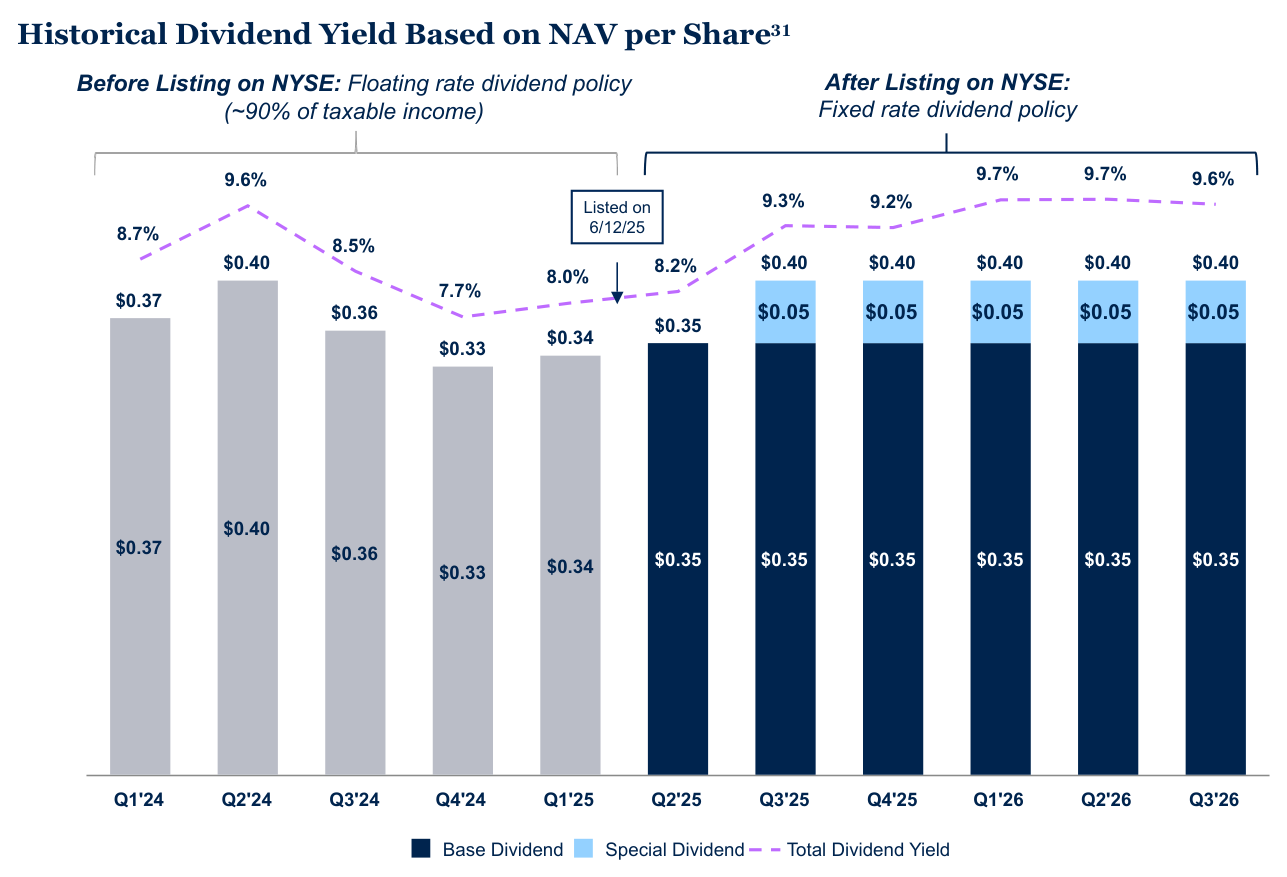 Historical Dividend Yield Based on NAV per Share³¹
Before Listing on NYSE: Floating rate dividend policy
(~90% of taxable income)
After Listing on NYSE:
Fixed rate dividend policy
Listed on
6/12/25
8.7%
9.6%
8.5%
7.7%
8.0%
8.2%
9.3%
9.2%
9.7%
9.7%
9.6%
$0.37
$0.40
$0.36
$0.33
$0.34
$0.35
$0.40
$0.40
$0.40
$0.40
$0.40
$0.05
$0.05
$0.05
$0.05
$0.05
$0.37
$0.40
$0.36
$0.33
$0.34
$0.35
$0.35
$0.35
$0.35
$0.35
$0.35
Q1'24
Q2'24
Q3'24
Q4'24
Q1'25
Q2'25
Q3'25
Q4'25
Q1'26
Q2'26
Q3'26
Base Dividend
Special Dividend
Total Dividend Yield